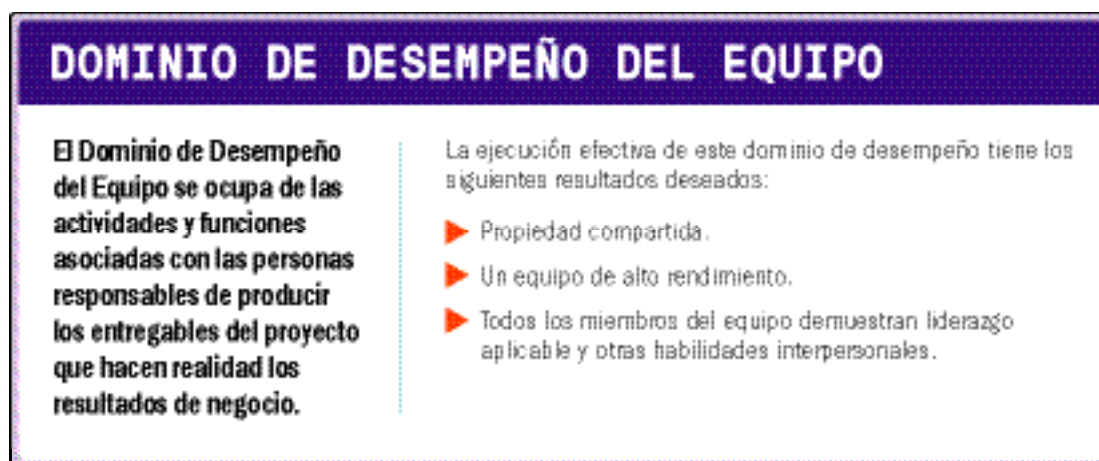 DOMINIO DE DESEMPEÑO DEL EQUIPO
El Dominio de Desempeño
del Equipo se ocupa de las
actividades y funciones
asociadas con las personas
responsables de producir
los entregables del proyecto
que hacen realidad los
resultados de negocio.
La ejecución efectiva de este dominio de desempeño tiene los
siguientes resultados deseados:
Propiedad compartida.
Un equipo de alto rendimiento.
Todos los miembros del equipo demuestran liderazgo
aplicable y otras habilidades interpersonales.